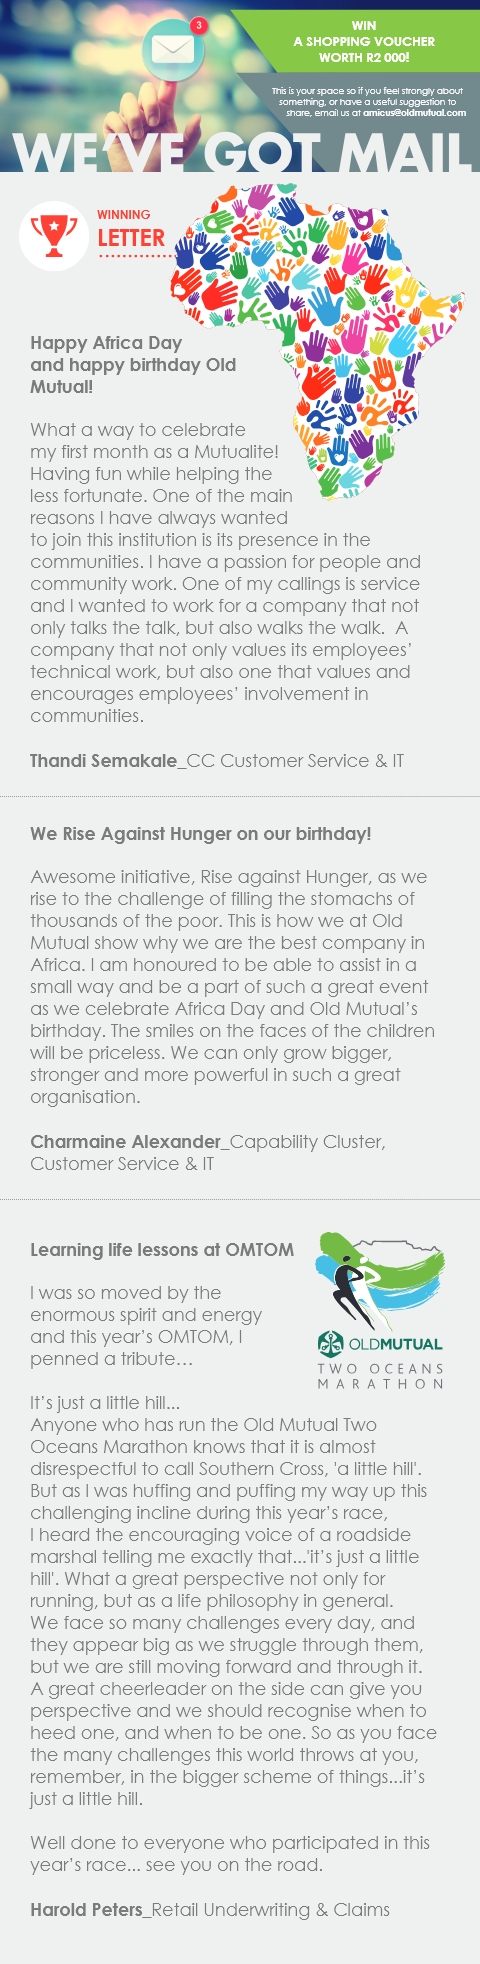 3
WIN
A SHOPPING VOUCHER
WORTH R2 000!
This is your space so if you feel strongly about
something, or have a useful suggestion to
share, email us at amicus@oldmutual.com
WE'VE GOT MAIL
WINNING
LETTER
Happy Africa Day
and happy birthday Old
Mutual!
What a way to celebrate
my first month as a Mutualite!
Having fun while helping the
less fortunate. One of the main
reasons I have always wanted
to join this institution is its presence in the
communities. I have a passion for people and
community work. One of my callings is service
and I wanted to work for a company that not
only talks the talk, but also walks the walk.  A
company that not only values its employees'
technical work, but also one that values and
encourages employees' involvement in
communities.
Thandi Semakale_CC Customer Service & IT
We Rise Against Hunger on our birthday!
Awesome initiative, Rise against Hunger, as we
rise to the challenge of filling the stomachs of
thousands of the poor. This is how we at Old
Mutual show why we are the best company in
Africa. I am honoured to be able to assist in a
small way and be a part of such a great event
as we celebrate Africa Day and Old Mutual's
birthday. The smiles on the faces of the children
will be priceless. We can only grow bigger,
stronger and more powerful in such a great
organisation.
Charmaine Alexander_Capability Cluster,
Customer Service & IT
Learning life lessons at OMTOM
I was so moved by the
enormous spirit and energy
and this year's OMTOM, I
penned a tribute…
OLDMUTUAL
TWO OCEANS
MARATHON
It's just a little hill...
Anyone who has run the Old Mutual Two
Oceans Marathon knows that it is almost
disrespectful to call Southern Cross, 'a little hill'.
But as I was huffing and puffing my way up this
challenging incline during this year's race,
I heard the encouraging voice of a roadside
marshal telling me exactly that...'it's just a little
hill'. What a great perspective not only for
running, but as a life philosophy in general.
We face so many challenges every day, and
they appear big as we struggle through them,
but we are still moving forward and through it.
A great cheerleader on the side can give you
perspective and we should recognise when to
heed one, and when to be one. So as you face
the many challenges this world throws at you,
remember, in the bigger scheme of things...it's
just a little hill.
Well done to everyone who participated in this
year's race... see you on the road.
Harold Peters_Retail Underwriting & Claims